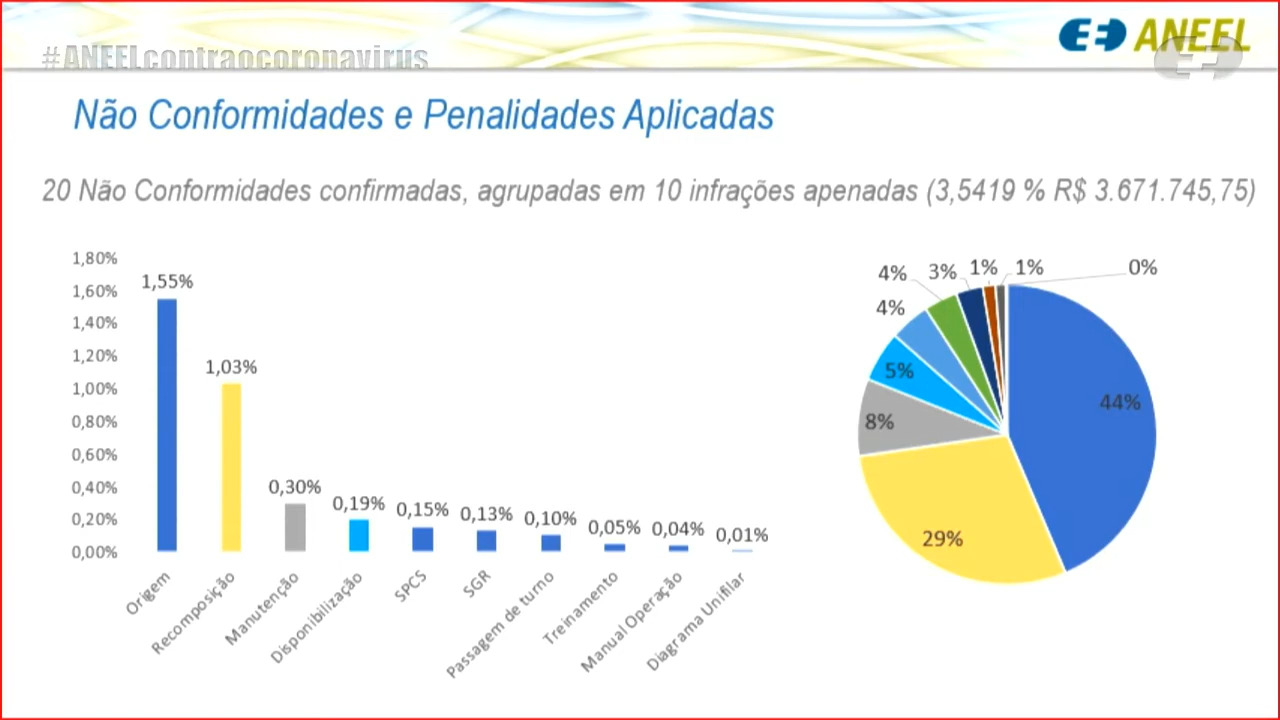 #ANEELcontraocoronavirus
ANEEL
Não Conformidades e Penalidades Aplicadas
20 Não Conformidades confirmadas, agrupadas em 10 infrações apenadas (3,5419 % R$ 3.671.745,75)
1,80%
1,60%
1,40%
1,20%
1,00%
0,80%
0,60%
0,40%
0,20%
0,00%
1,55%
1,03%
0,30%
0,19%
0,15%
0,13%
0,10%
0,05%
0,04%
0,01%
Origem
Recomposição
Manutenção
Disponibilização
SPCS
SGR
Passagem de turno
Treinamento
Manual Operação
Diagrama Unifilar
4%
3%
1%
1%
0%
4%
5%
8%
44%
29%